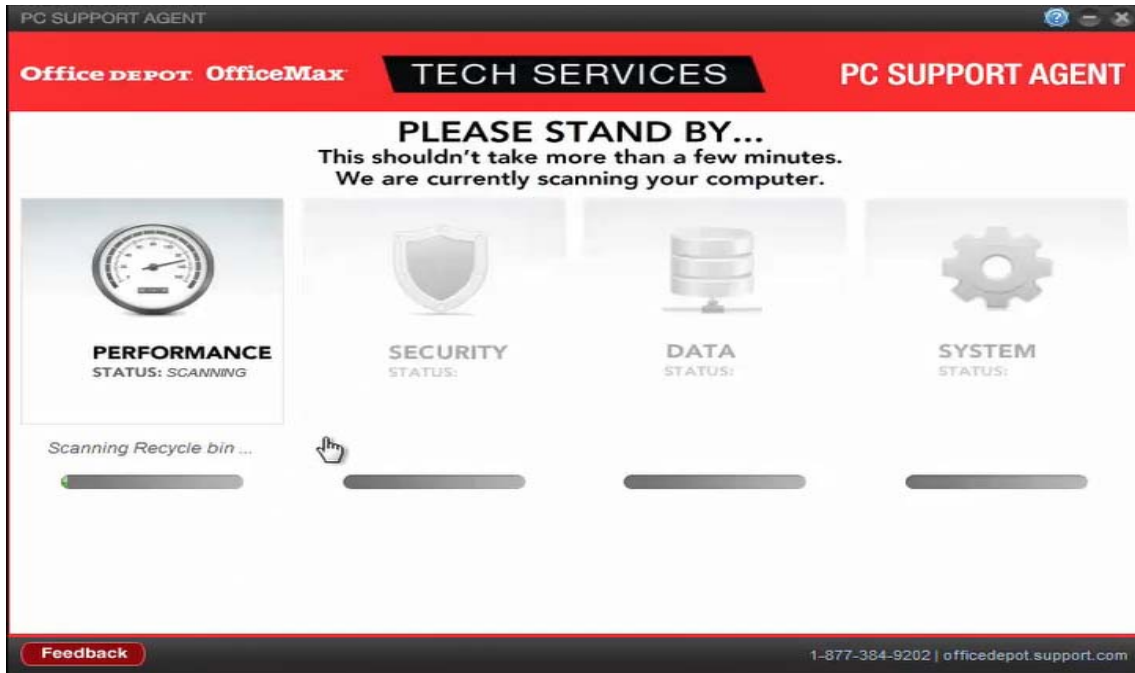 PC SUPPORT AGENT
Office DEPOT OfficeMax TECH SERVICES PC SUPPORT AGENT
PLEASE STAND BY...
This shouldn't take more than a few minutes.
We are currently scanning your computer.
PERFORMANCE
STATUS: SCANNING
SECURITY
STATUS:
DATA
STATUS:
SYSTEM
STATUS:
Scanning Recycle bin ...
Feedback
1-877-384-9202 | officedepot.support.com